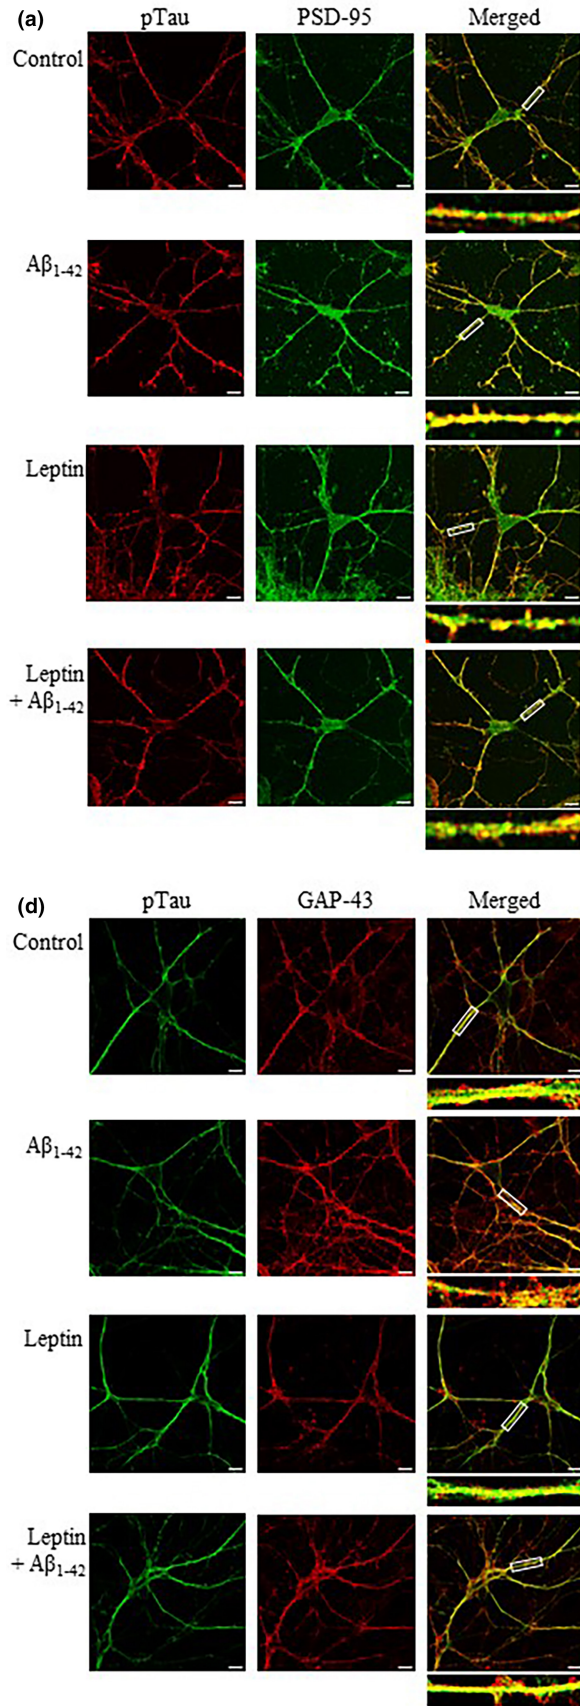 (a) pTau PSD-95 Merged
Control
Aβ1-42
Leptin
Leptin
+ Aβ1-42
(d) pTau GAP-43 Merged
Control
Aβ1-42
Leptin
Leptin
+ Aβ1-42